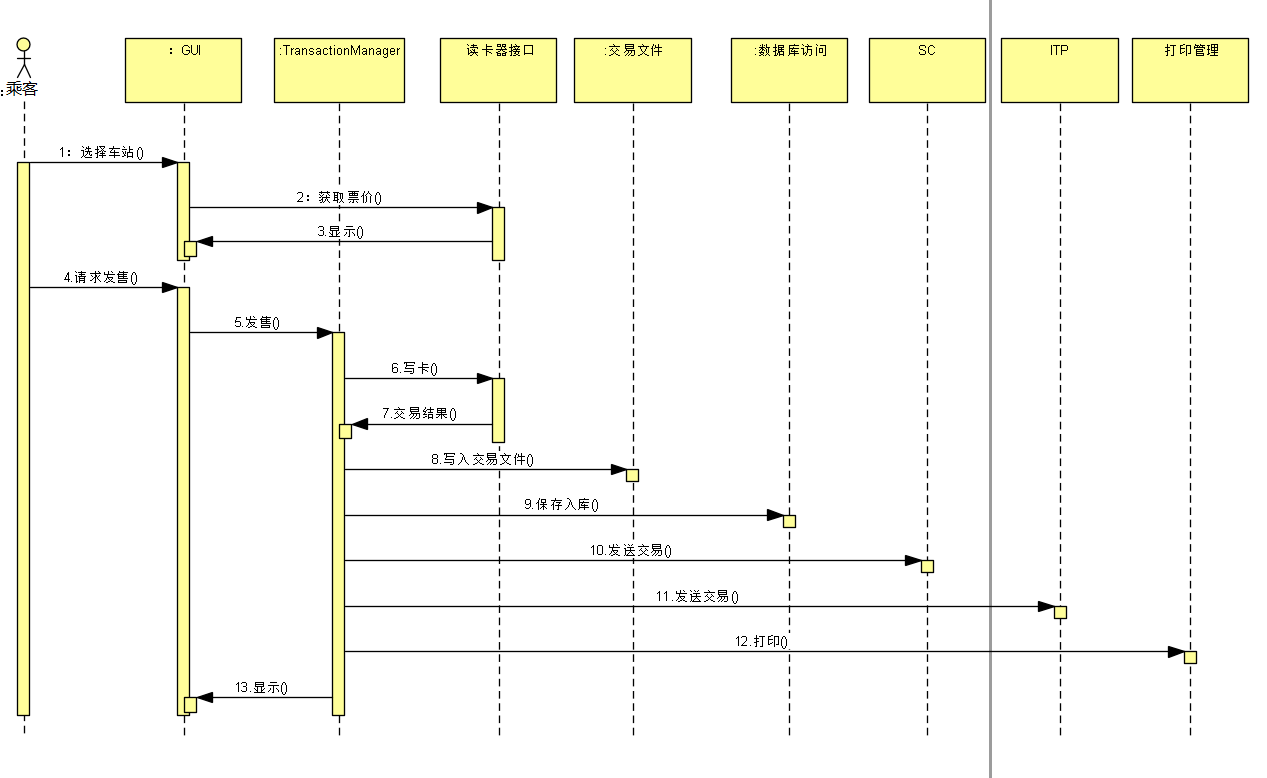 ：GUI
:TransactionManager
读卡器接口
:交易文件
:数据库访问
SC
ITP
打印管理
:乘客
1：选择车站()
2：获取票价()
3.显示()
4.请求发售()
5.发售()
6.写卡()
7.交易结果()
8.写入交易文件()
9.保存入库()
10.发送交易()
11.发送交易()
12.打印()
13.显示()